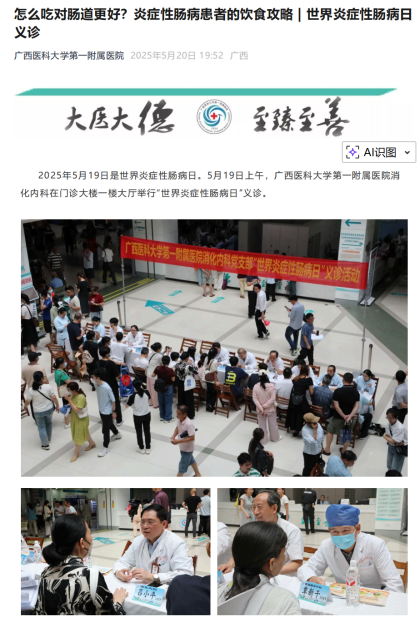 怎么吃对肠道更好？炎症性肠病患者的饮食攻略｜世界炎症性肠病日
义诊
广西医科大学第一附属医院 2025年5月20日 19:52 广西
大医大德 至臻至善
AI识图
2025年5月19日是世界炎症性肠病日。5月19日上午，广西医科大学第一附属医院消
化内科在门诊大楼一楼大厅举行“世界炎症性肠病日”义诊。
广西医科大学第一附属医院消化内科党支部“世界炎症性肠病日”义诊活动
吕小平